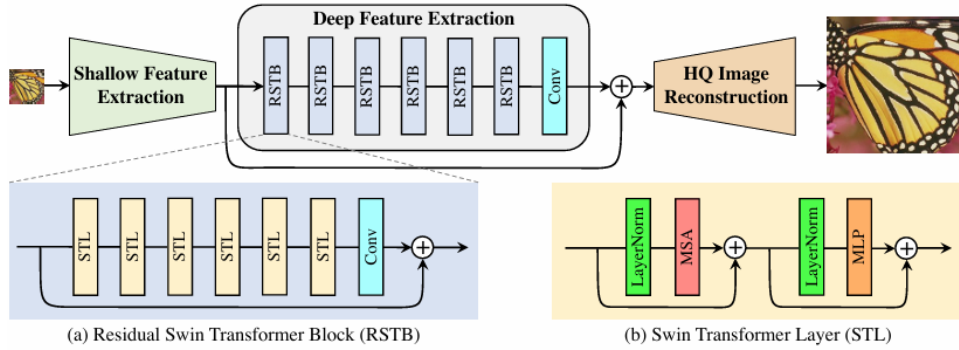 Deep Feature Extraction
Shallow Feature
Extraction
RSTB
RSTB
RSTB
RSTB
RSTB
RSTB
Conv
HQ Image
Reconstruction
STL
STL
STL
STL
STL
STL
Conv
LayerNorm
MSA
LayerNorm
MLP
(a) Residual Swin Transformer Block (RSTB)
(b) Swin Transformer Layer (STL)